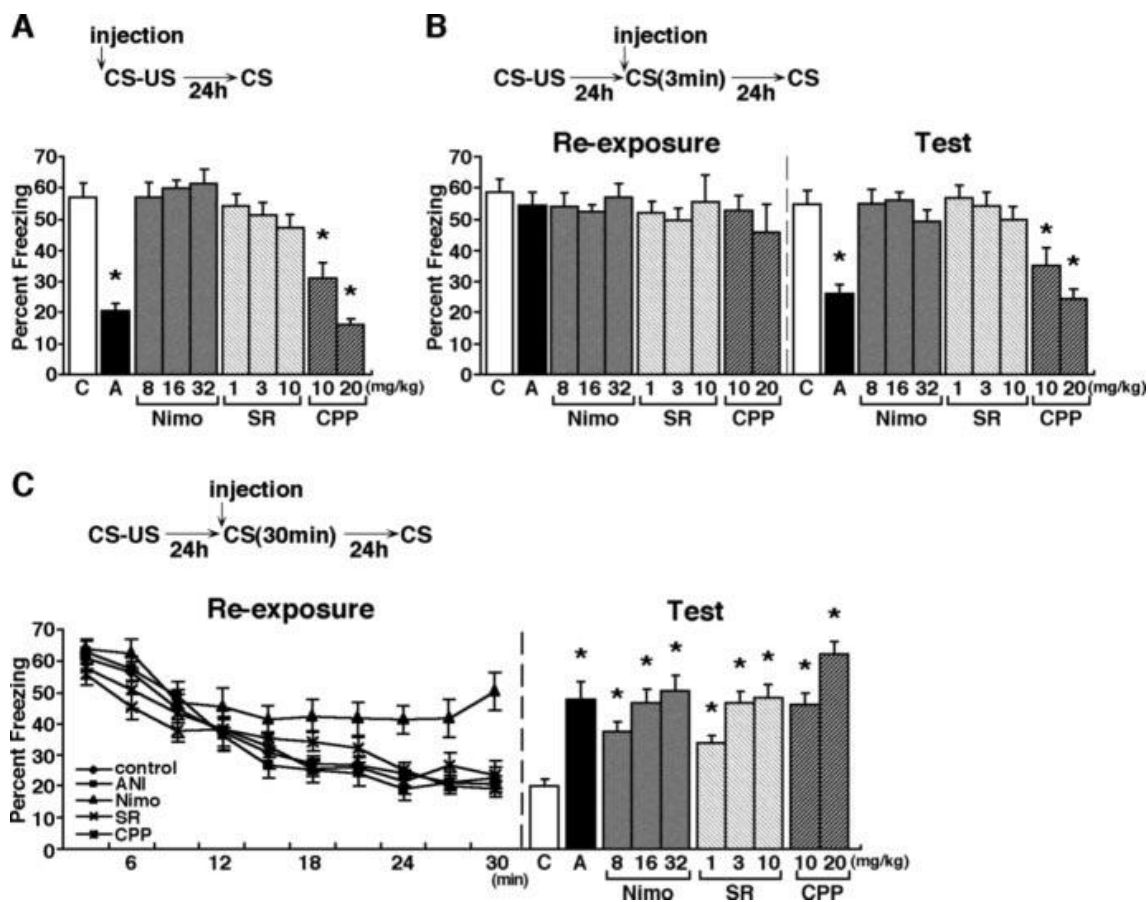 A
injection
CS-US 24h CS
Percent Freezing
70
60
50
40
30
20
10
0
C A 8 16 32 1 3 10 10 20 (mg/kg)
Nimo SR CPP
* * *
B
injection
CS-US 24h CS(3min) 24h CS
Re-exposure Test
Percent Freezing
70
60
50
40
30
20
10
0
C A 8 16 32 1 3 10 10 20 C A 8 16 32 1 3 10 10 20 (mg/kg)
Nimo SR CPP Nimo SR CPP
* * *
C
injection
CS-US 24h CS(30min) 24h CS
Re-exposure Test
Percent Freezing
70
60
50
40
30
20
10
0
control
ANI
Nimo
SR
CPP
6 12 18 24 30
(min)
* * * * * * * * *
C A 8 16 32 1 3 10 10 20 (mg/kg)
Nimo SR CPP